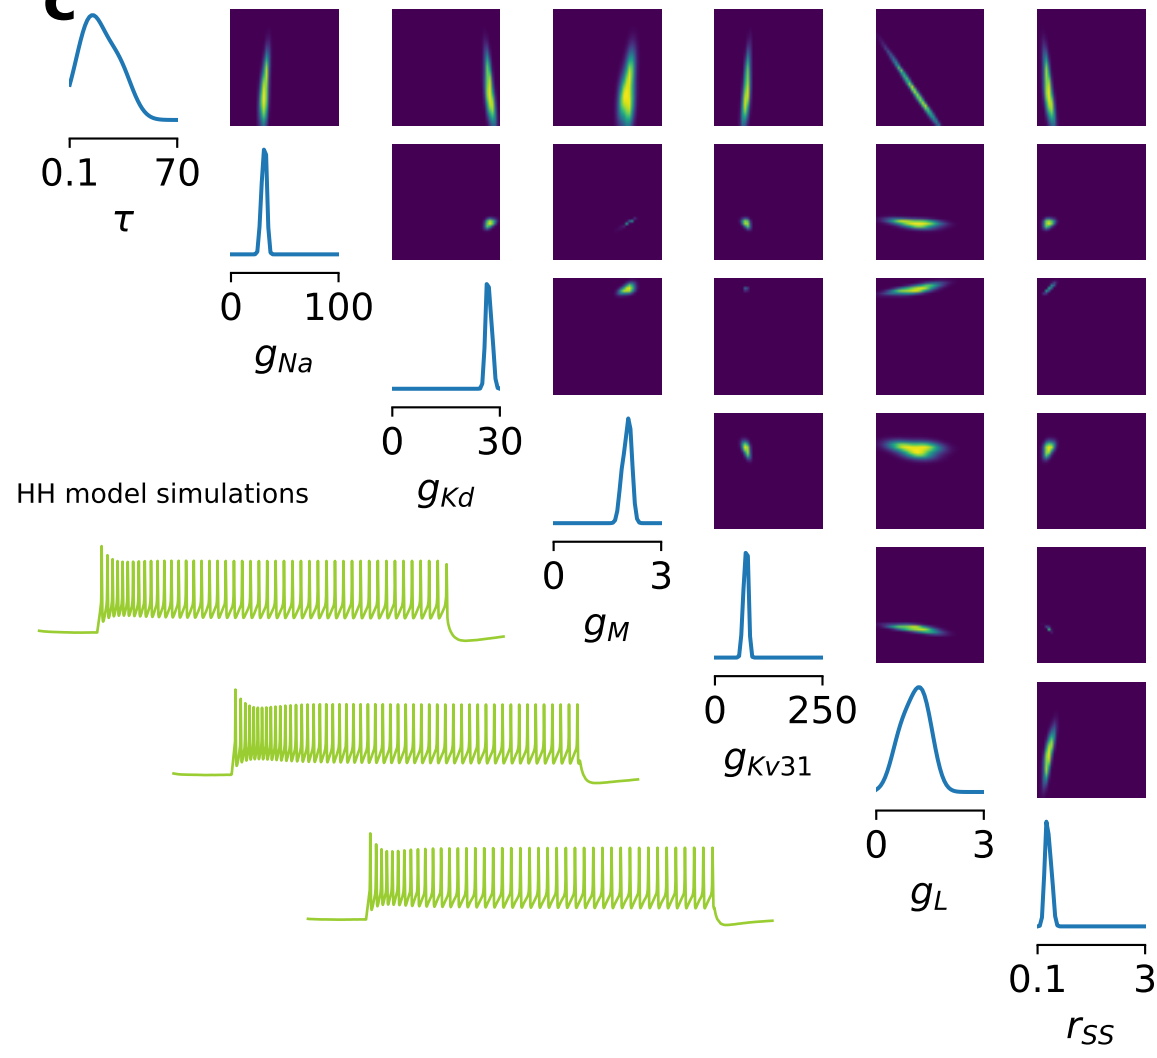 c
0.1 70
τ
0 100
g_Na
0 30
g_Kd
HH model simulations
0 3
g_M
0 250
g_Kv31
0 3
g_L
0.1 3
r_SS